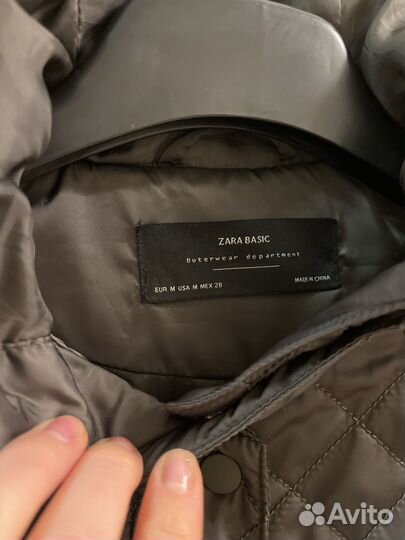 ZARA BASIC
Outerwear department
EUR M USA M MEX 28
MADE IN CHINA
Avito